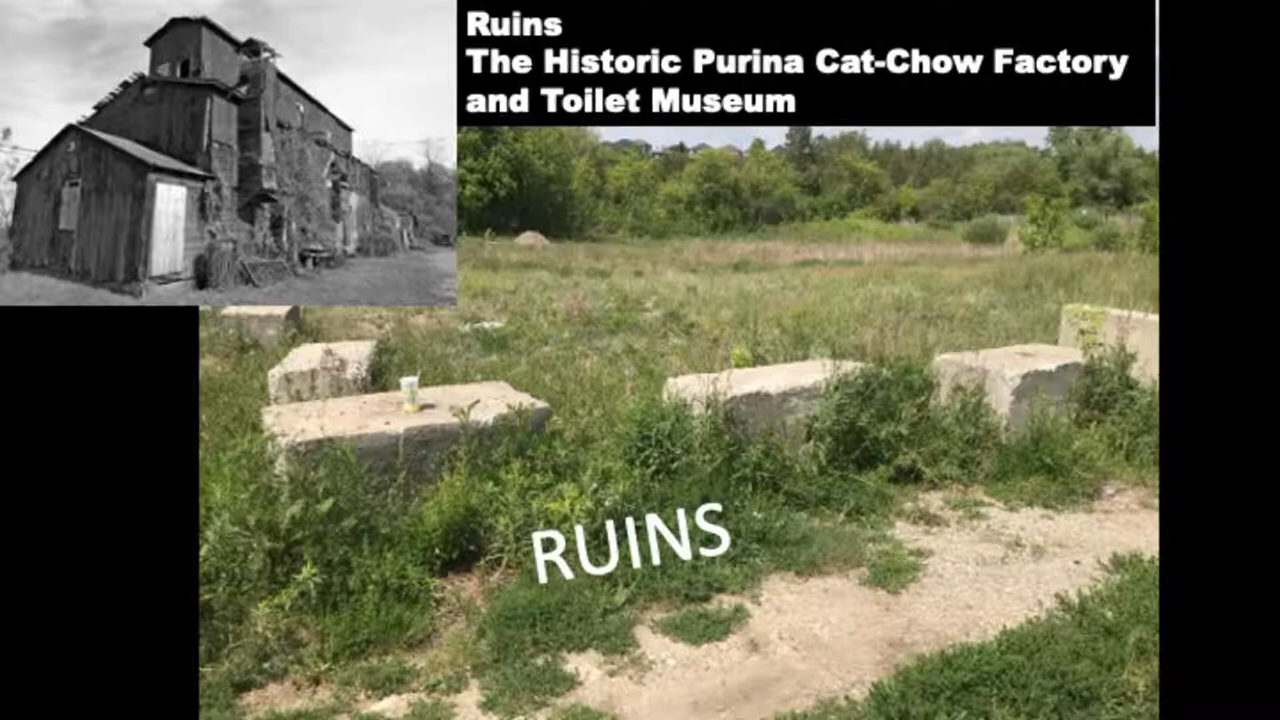 Ruins
The Historic Purina Cat-Chow Factory
and Toilet Museum
RUINS